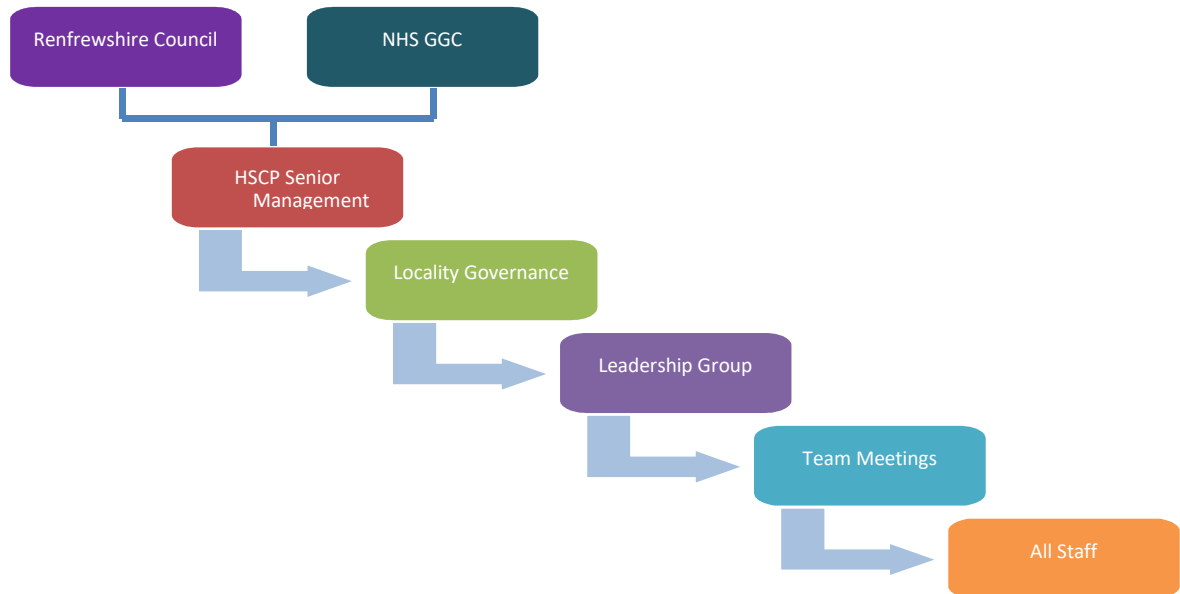 Renfrewshire Council
NHS GGC
HSCP Senior
Management
Locality Governance
Leadership Group
Team Meetings
All Staff